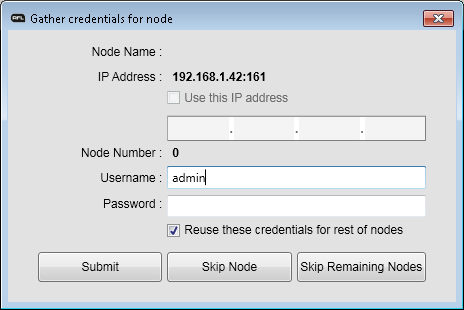 AFL Gather credentials for node
Node Name :
IP Address : 192.168.1.42:161
Use this IP address
. . .
Node Number : 0
Username : admin
Password :
Reuse these credentials for rest of nodes
Submit Skip Node Skip Remaining Nodes